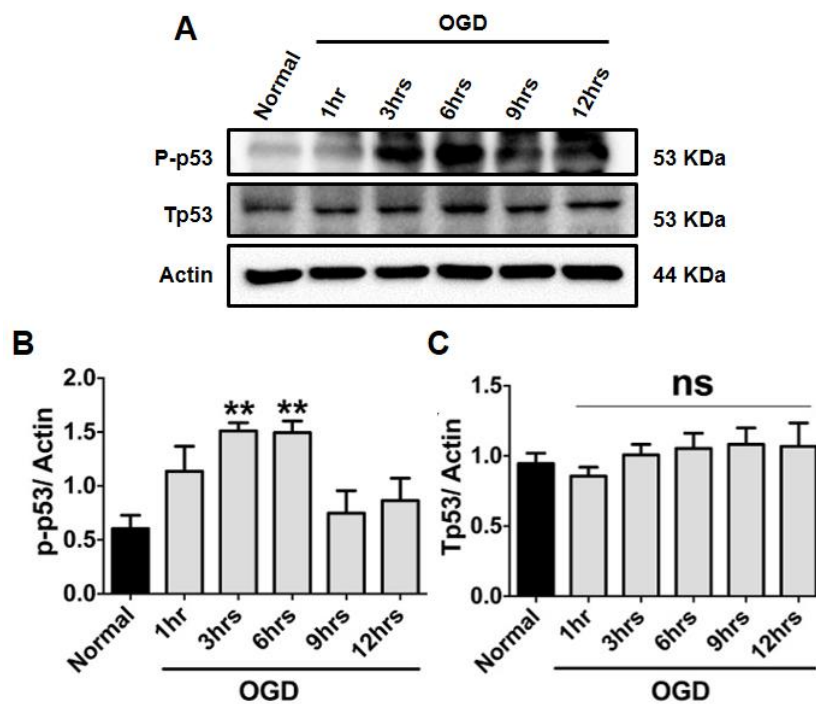 A
OGD
Normal 1hr 3hrs 6hrs 9hrs 12hrs
P-p53 53 KDa
Tp53 53 KDa
Actin 44 KDa
B
p-p53/ Actin
2.0
1.5
1.0
0.5
0.0
** **
Normal 1hr 3hrs 6hrs 9hrs 12hrs
OGD
C
Tp53/ Actin
1.5
1.0
0.5
0.0
ns
Normal 1hr 3hrs 6hrs 9hrs 12hrs
OGD